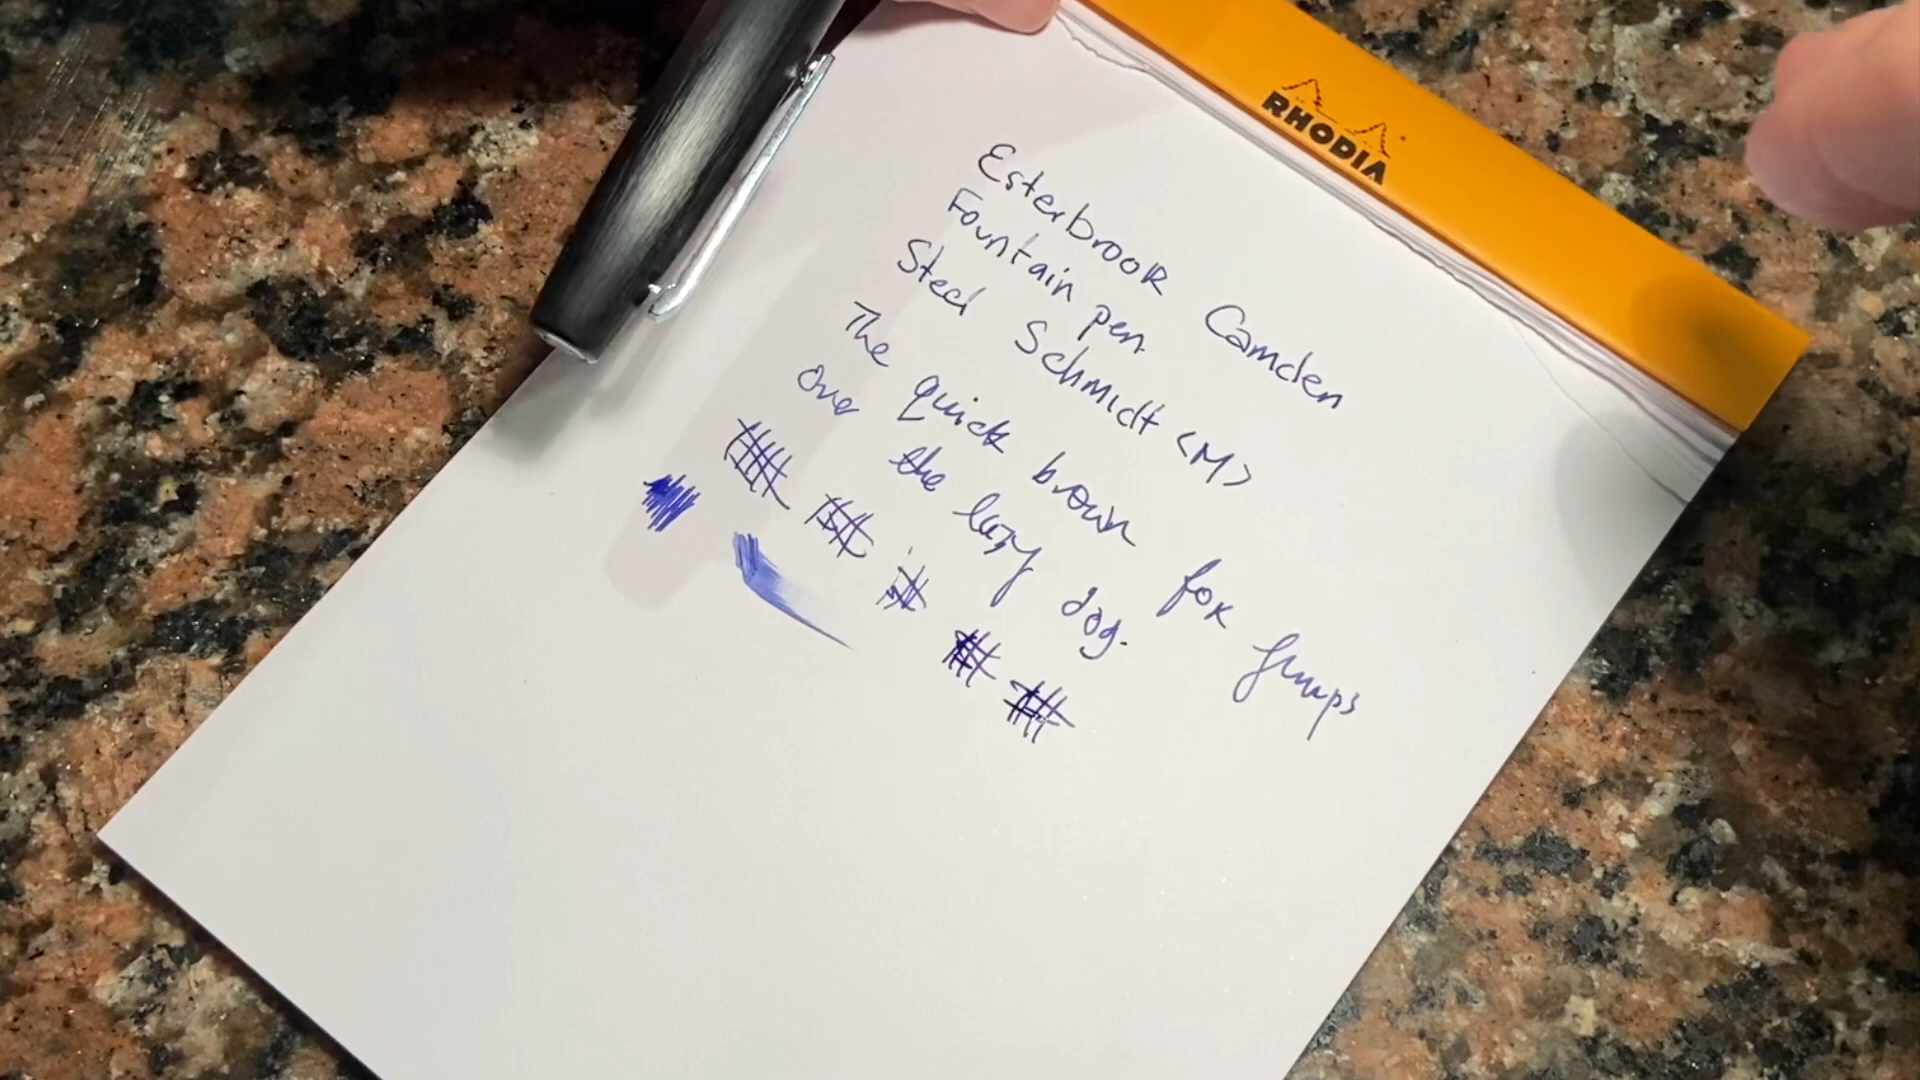 RHODIA
Esterbrook Camden
Fountain pen
Steel Schmidt <M>
The quick brown fox jumps
over the lazy dog.